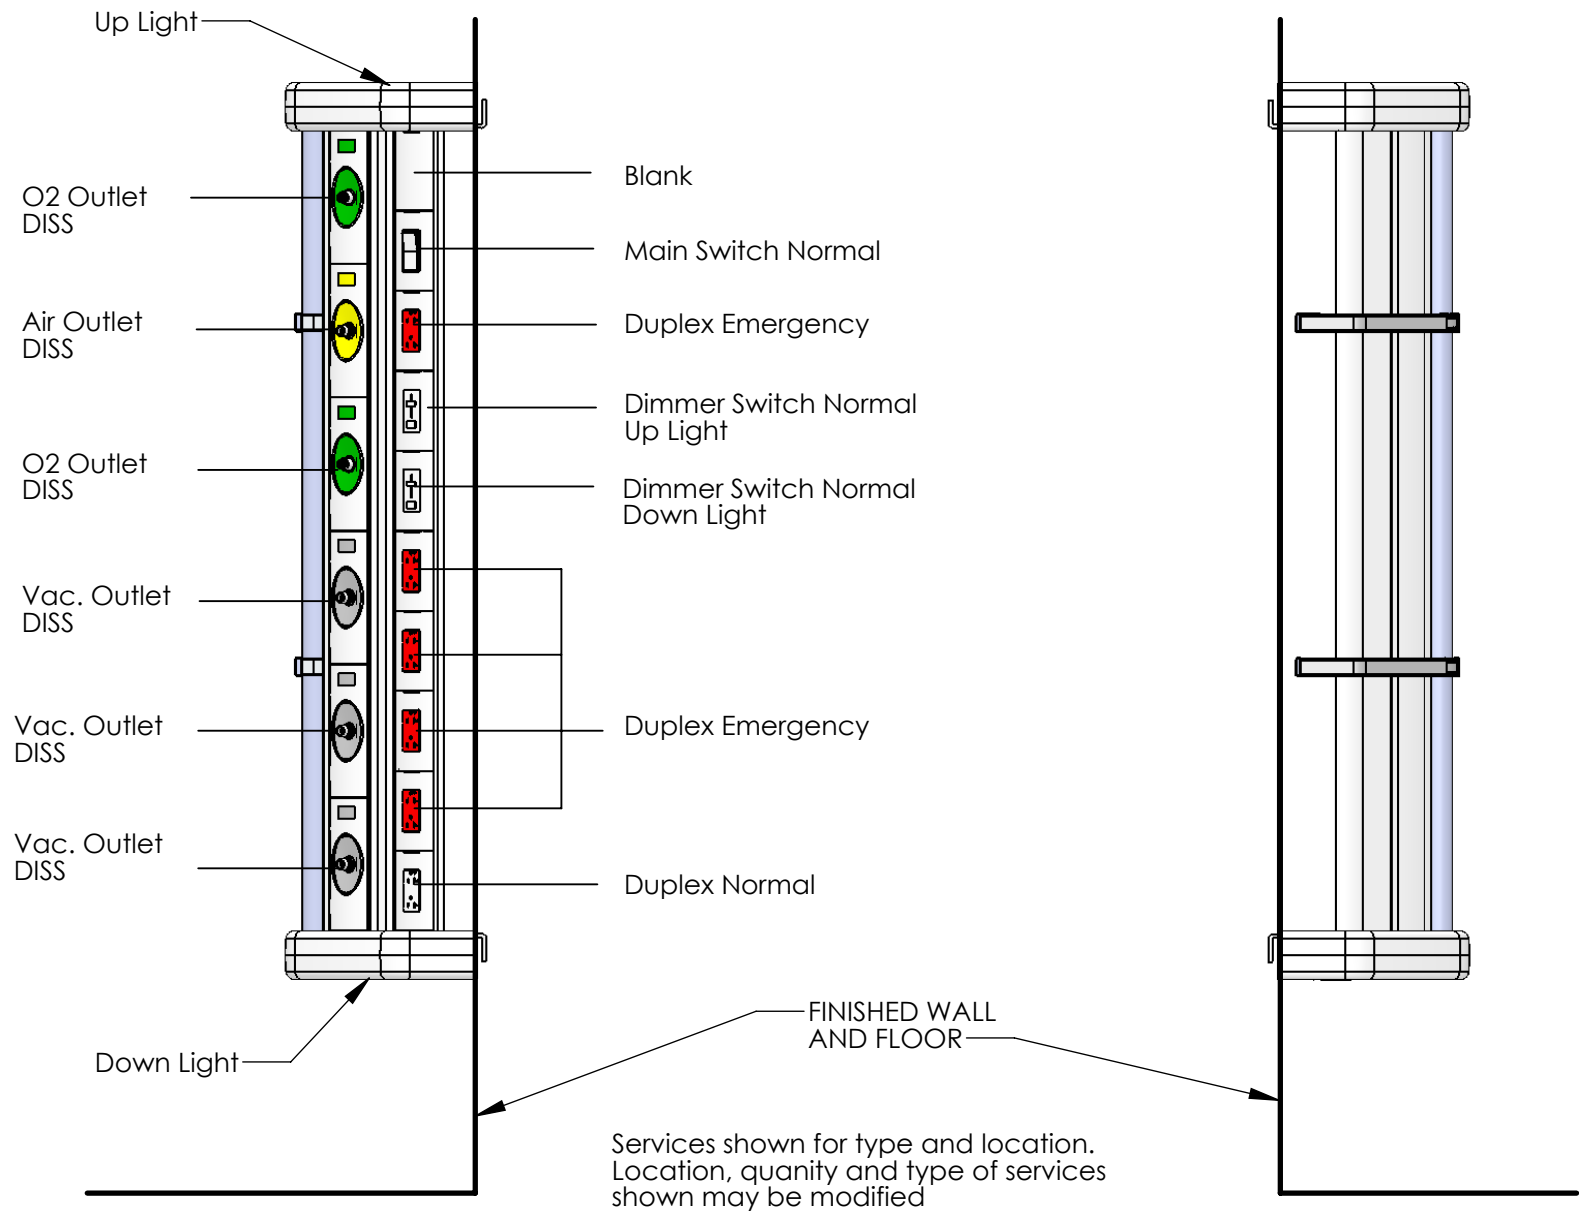 Up Light
O2 Outlet
DISS
Air Outlet
DISS
O2 Outlet
DISS
Vac. Outlet
DISS
Vac. Outlet
DISS
Vac. Outlet
DISS
Down Light
Blank
Main Switch Normal
Duplex Emergency
Dimmer Switch Normal
Up Light
Dimmer Switch Normal
Down Light
Duplex Emergency
Duplex Normal
FINISHED WALL
AND FLOOR
Services shown for type and location.
Location, quanity and type of services
shown may be modified